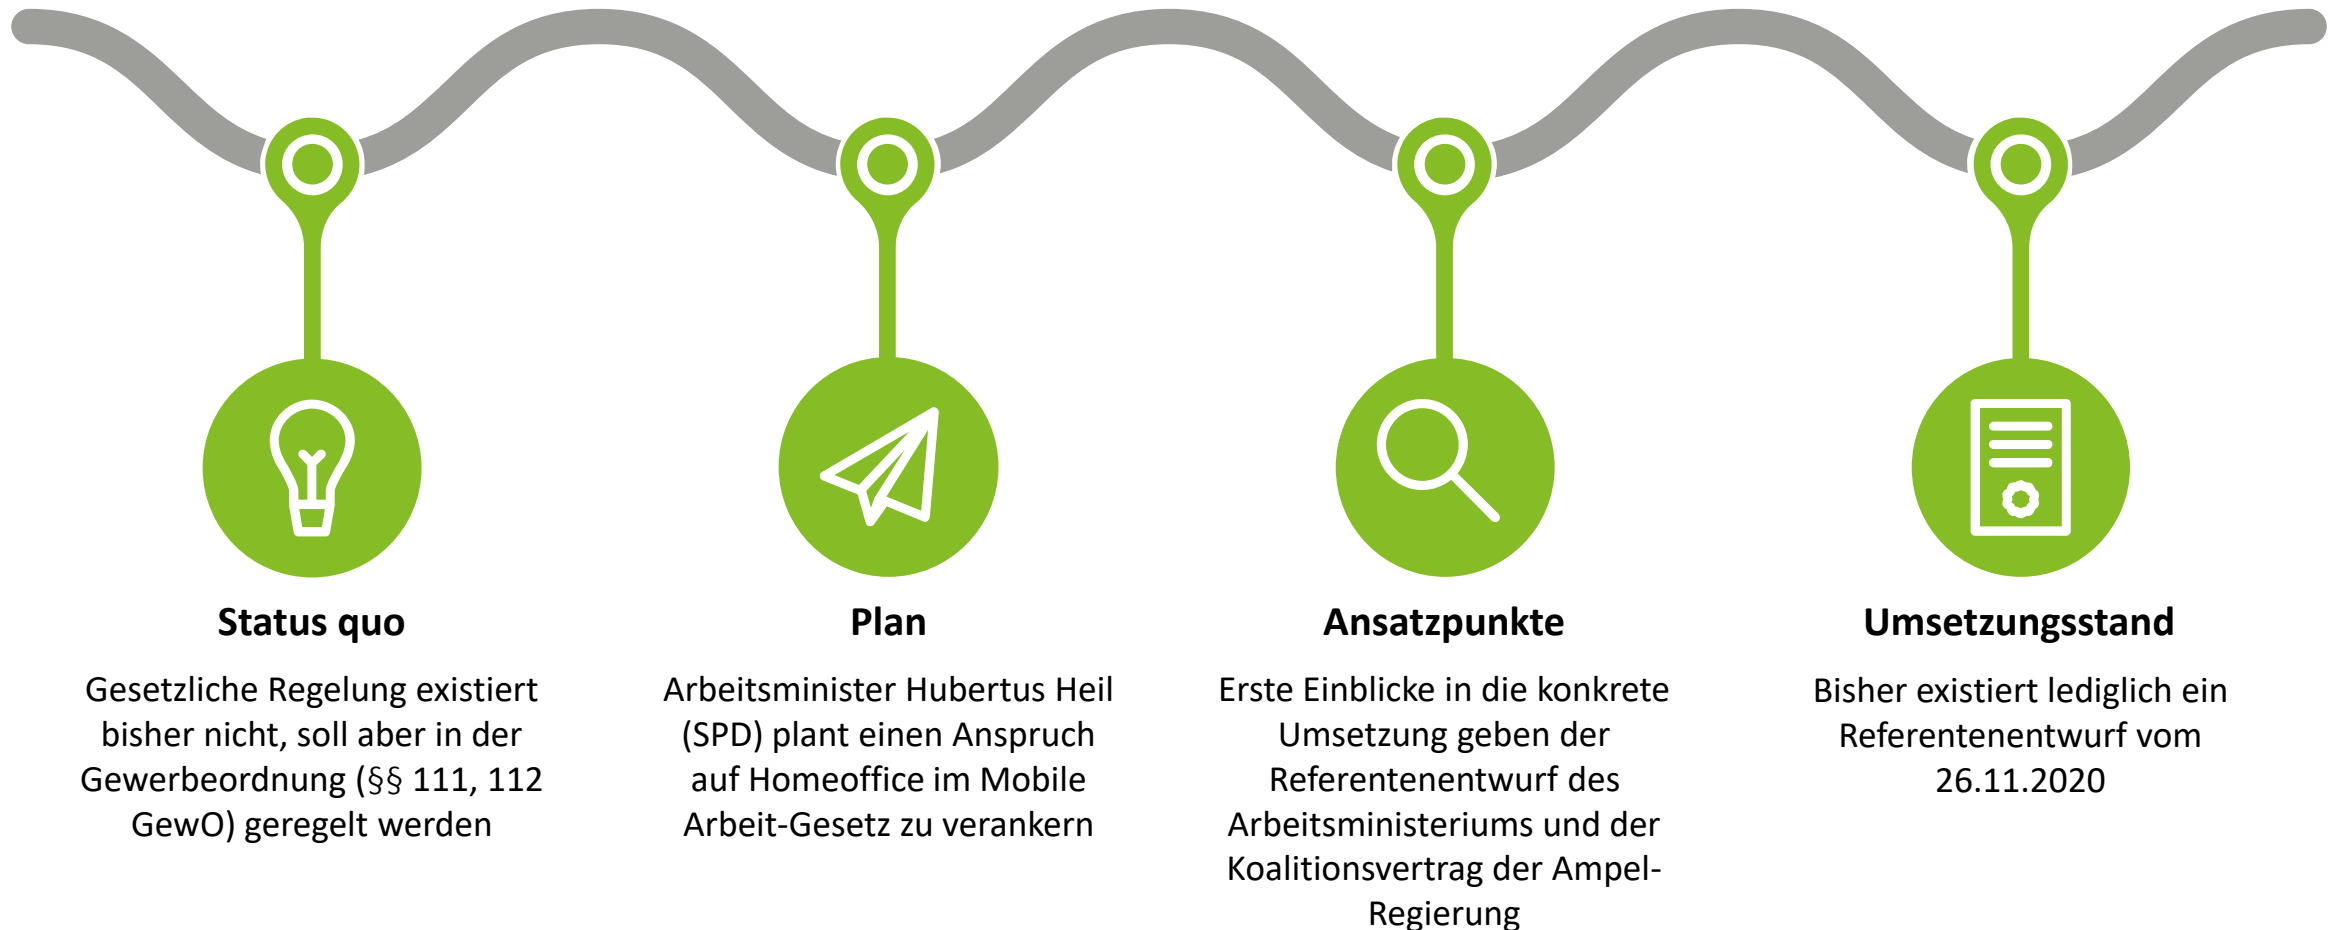 Status quo
Gesetzliche Regelung existiert
bisher nicht, soll aber in der
Gewerbeordnung (§§ 111, 112
GewO) geregelt werden
Plan
Arbeitsminister Hubertus Heil
(SPD) plant einen Anspruch
auf Homeoffice im Mobile
Arbeit-Gesetz zu verankern
Ansatzpunkte
Erste Einblicke in die konkrete
Umsetzung geben der
Referentenentwurf des
Arbeitsministeriums und der
Koalitionsvertrag der Ampel-
Regierung
Umsetzungsstand
Bisher existiert lediglich ein
Referentenentwurf vom
26.11.2020